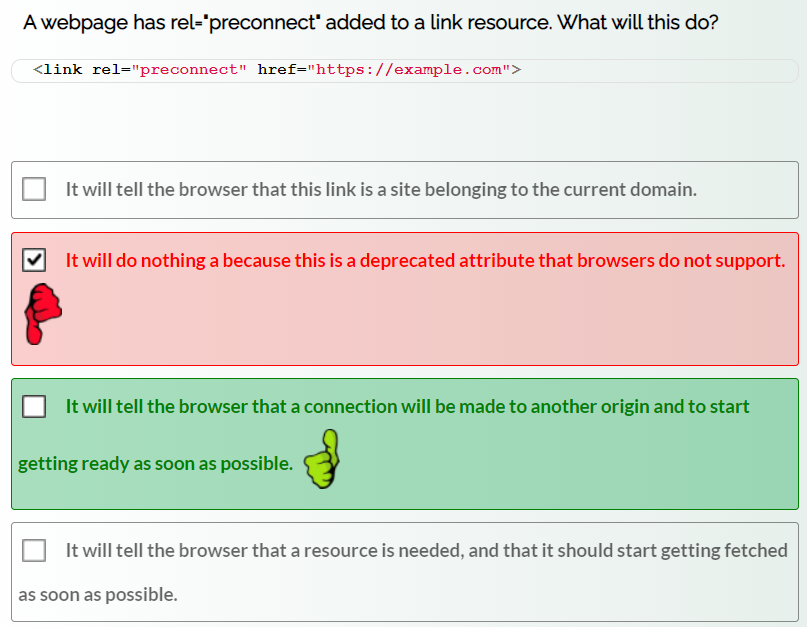 A webpage has rel="preconnect" added to a link resource. What will this do?
<link rel="preconnect" href="https://example.com">
It will tell the browser that this link is a site belonging to the current domain.
It will do nothing a because this is a deprecated attribute that browsers do not support.
It will tell the browser that a connection will be made to another origin and to start
getting ready as soon as possible.
It will tell the browser that a resource is needed, and that it should start getting fetched
as soon as possible.